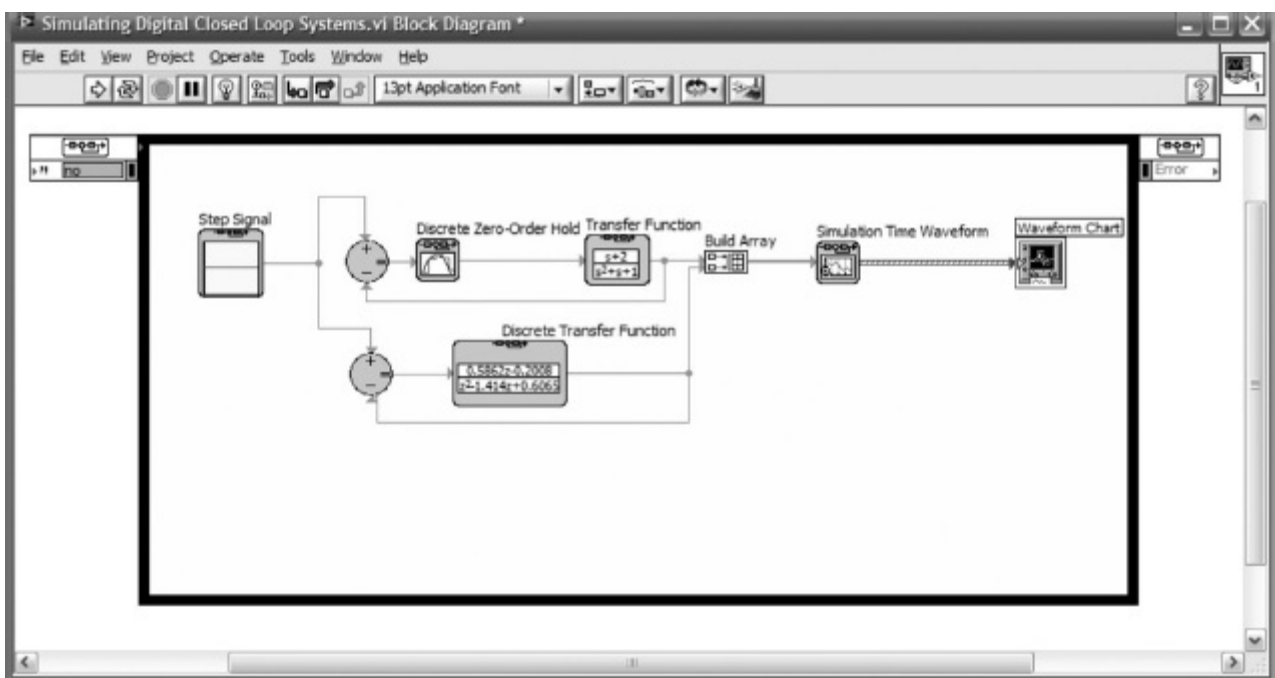 Simulating Digital Closed Loop Systems.vi Block Diagram *
File Edit View Project Operate Tools Window Help
13pt Application Font
1
no
Error
Step Signal
Discrete Zero-Order Hold
Transfer Function
s+2
s²+s+1
Build Array
Simulation Time Waveform
Waveform Chart
Discrete Transfer Function
0.5862z-0.2008
z²-1.414z+0.6065